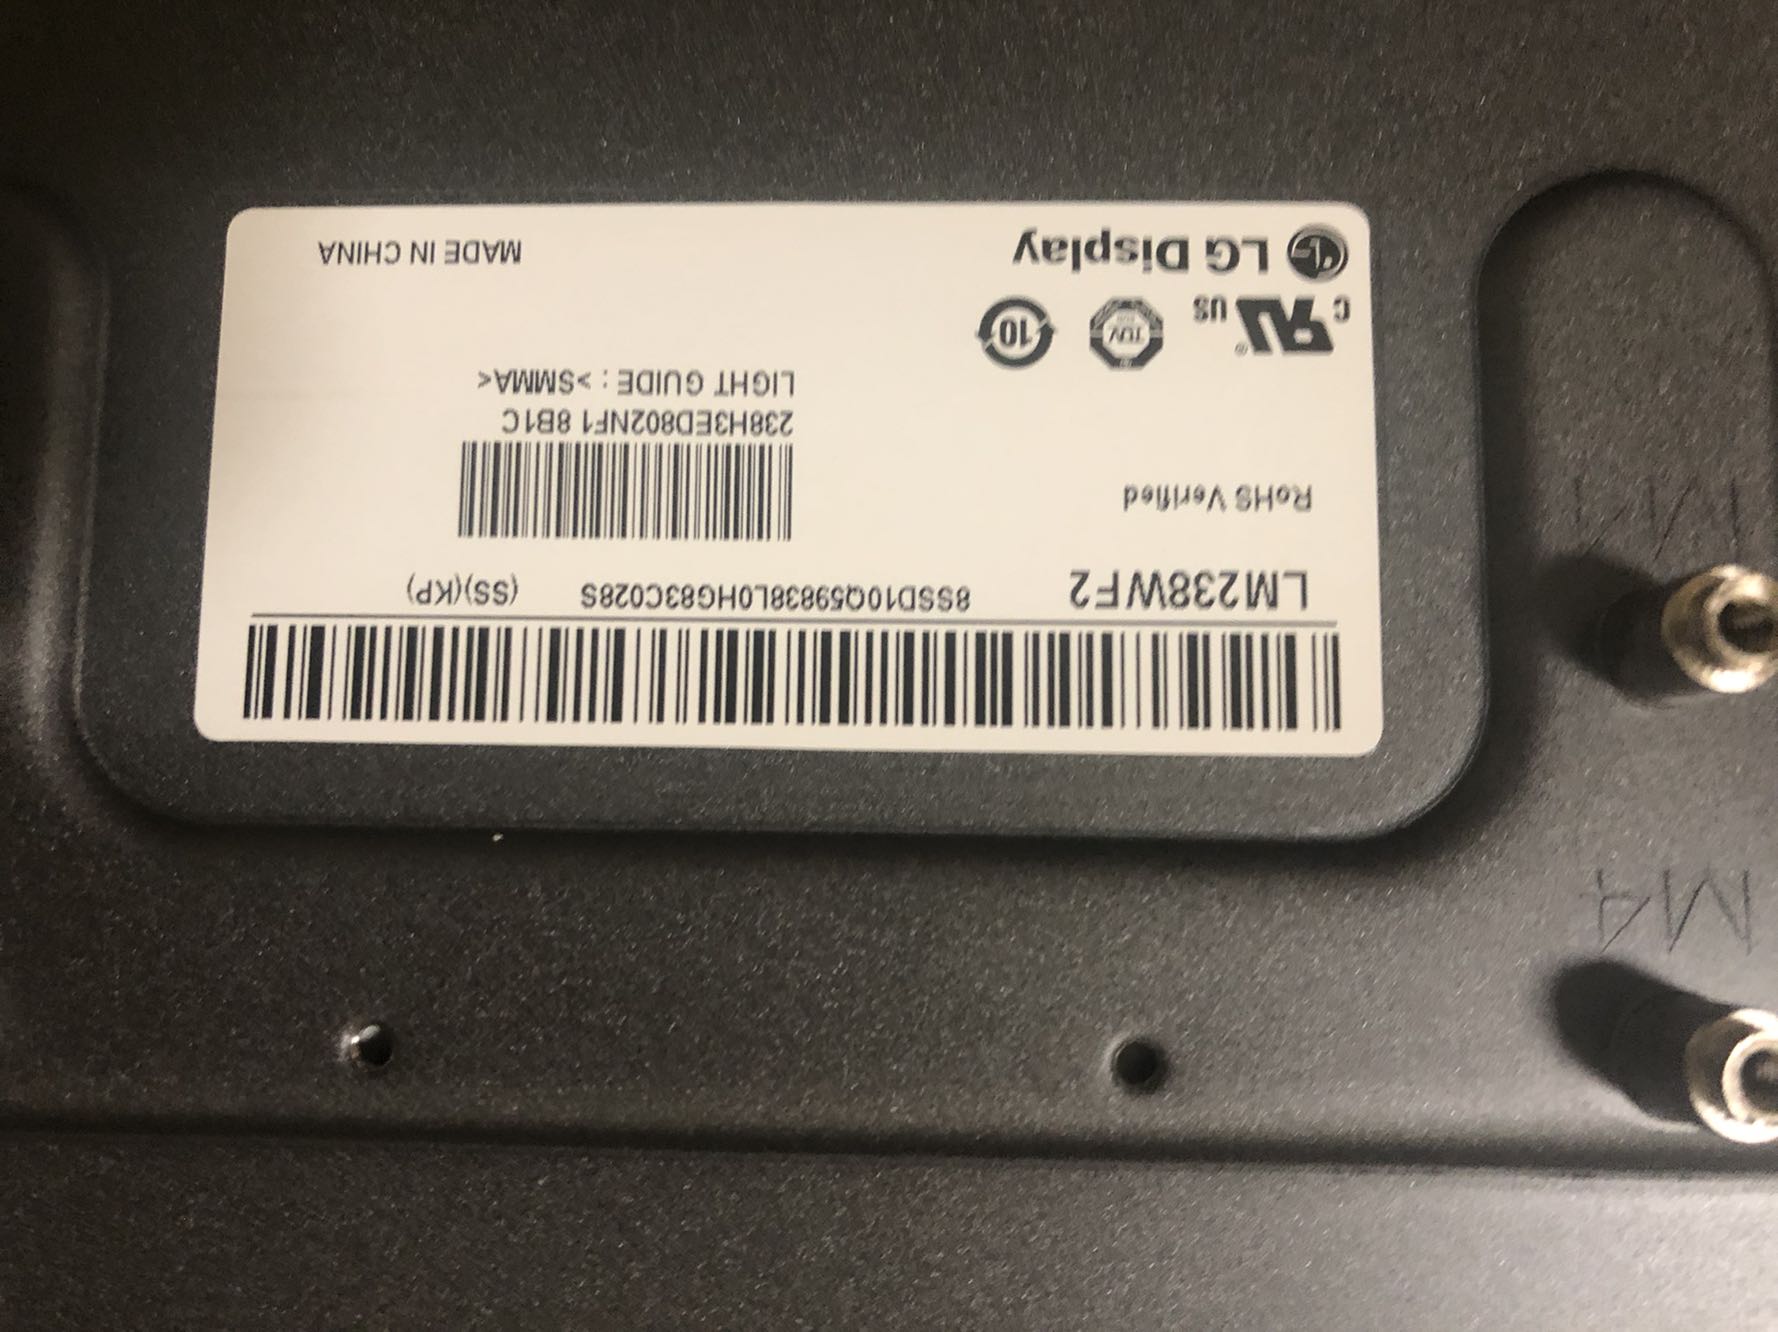 LM238WF2 8SSD10Q59838L0HG83C028S (SS)(KP)
RoHS Verified
238H3ED802NF1 8B1C
LIGHT GUIDE : >SMMA<
C UL US ® TÜV 10
LG Display MADE IN CHINA
M4
M4